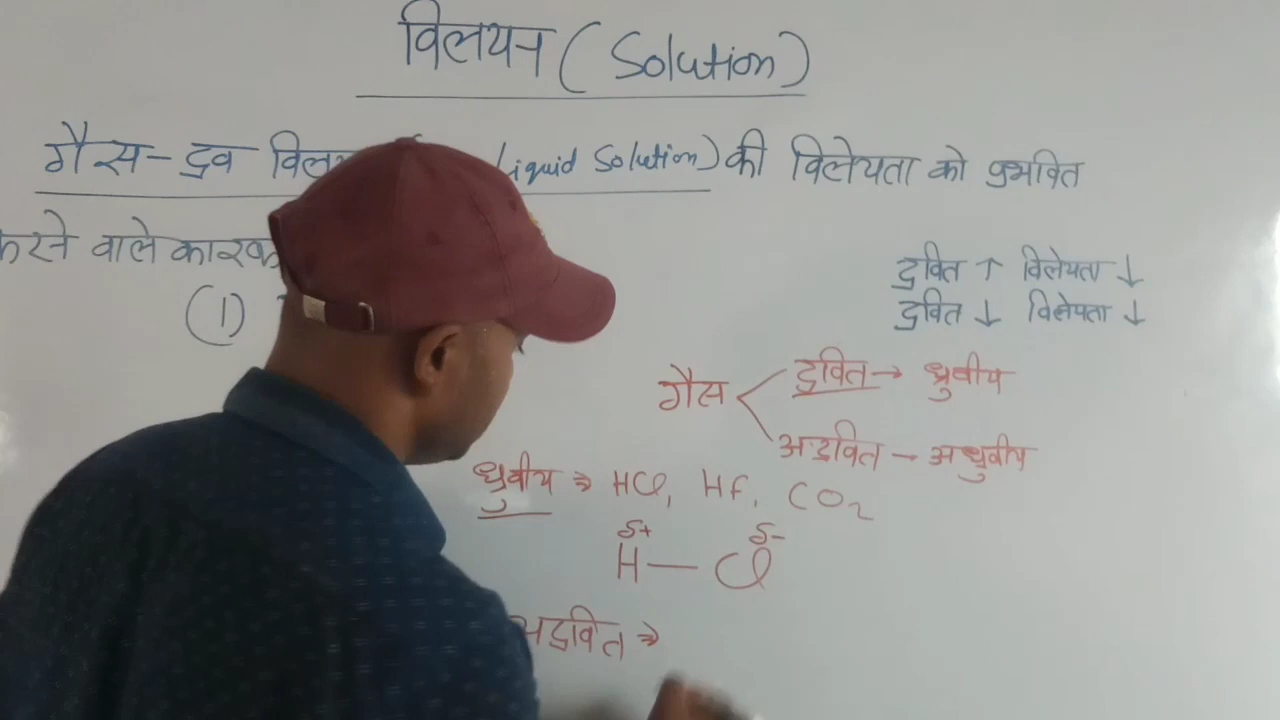 विलयन (Solution)
गैस - द्रव Liquid Solution) की विलेयता को प्रभवित
करने वाले कारक
(1)
द्रवित ↑ विलेयता ↓
द्रवित ↓ विलेयता ↓
गैस द्रवित → ध्रुवीय
अद्रवित → अध्रुवीय
ध्रुवीय ⇒ HCl, HF, CO₂
δ+ δ-
H — Cl
अद्रवित ⇒